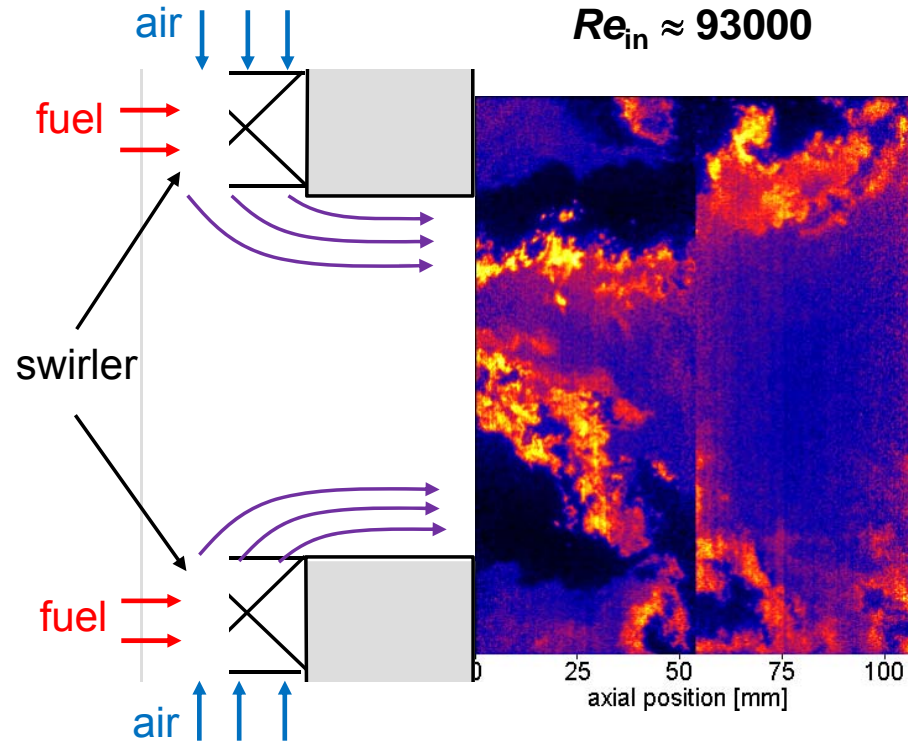 air
Re_in ≈ 93000
fuel
swirler
fuel
air
0 25 50 75 100
axial position [mm]